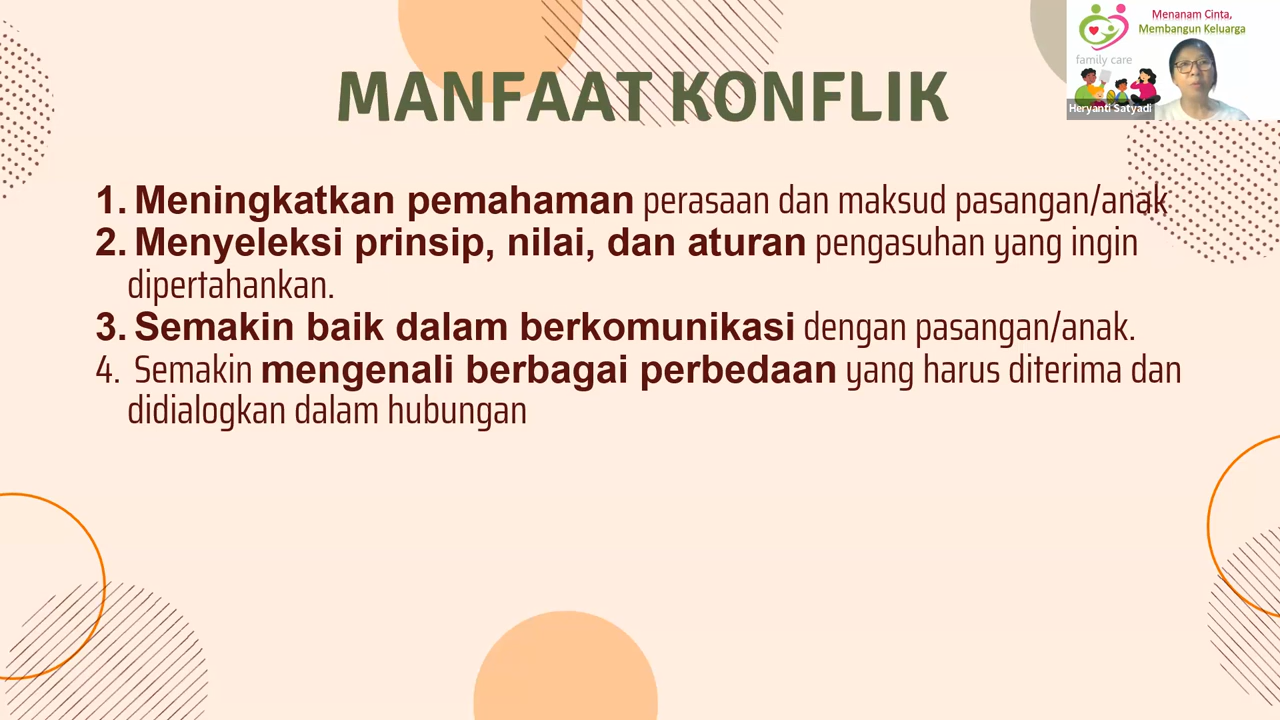 Menanam Cinta,
Membangun Keluarga
family care
Heryanti Satyadi
MANFAAT KONFLIK
1. Meningkatkan pemahaman perasaan dan maksud pasangan/anak
2. Menyeleksi prinsip, nilai, dan aturan pengasuhan yang ingin
dipertahankan.
3. Semakin baik dalam berkomunikasi dengan pasangan/anak.
4. Semakin mengenali berbagai perbedaan yang harus diterima dan
didialogkan dalam hubungan